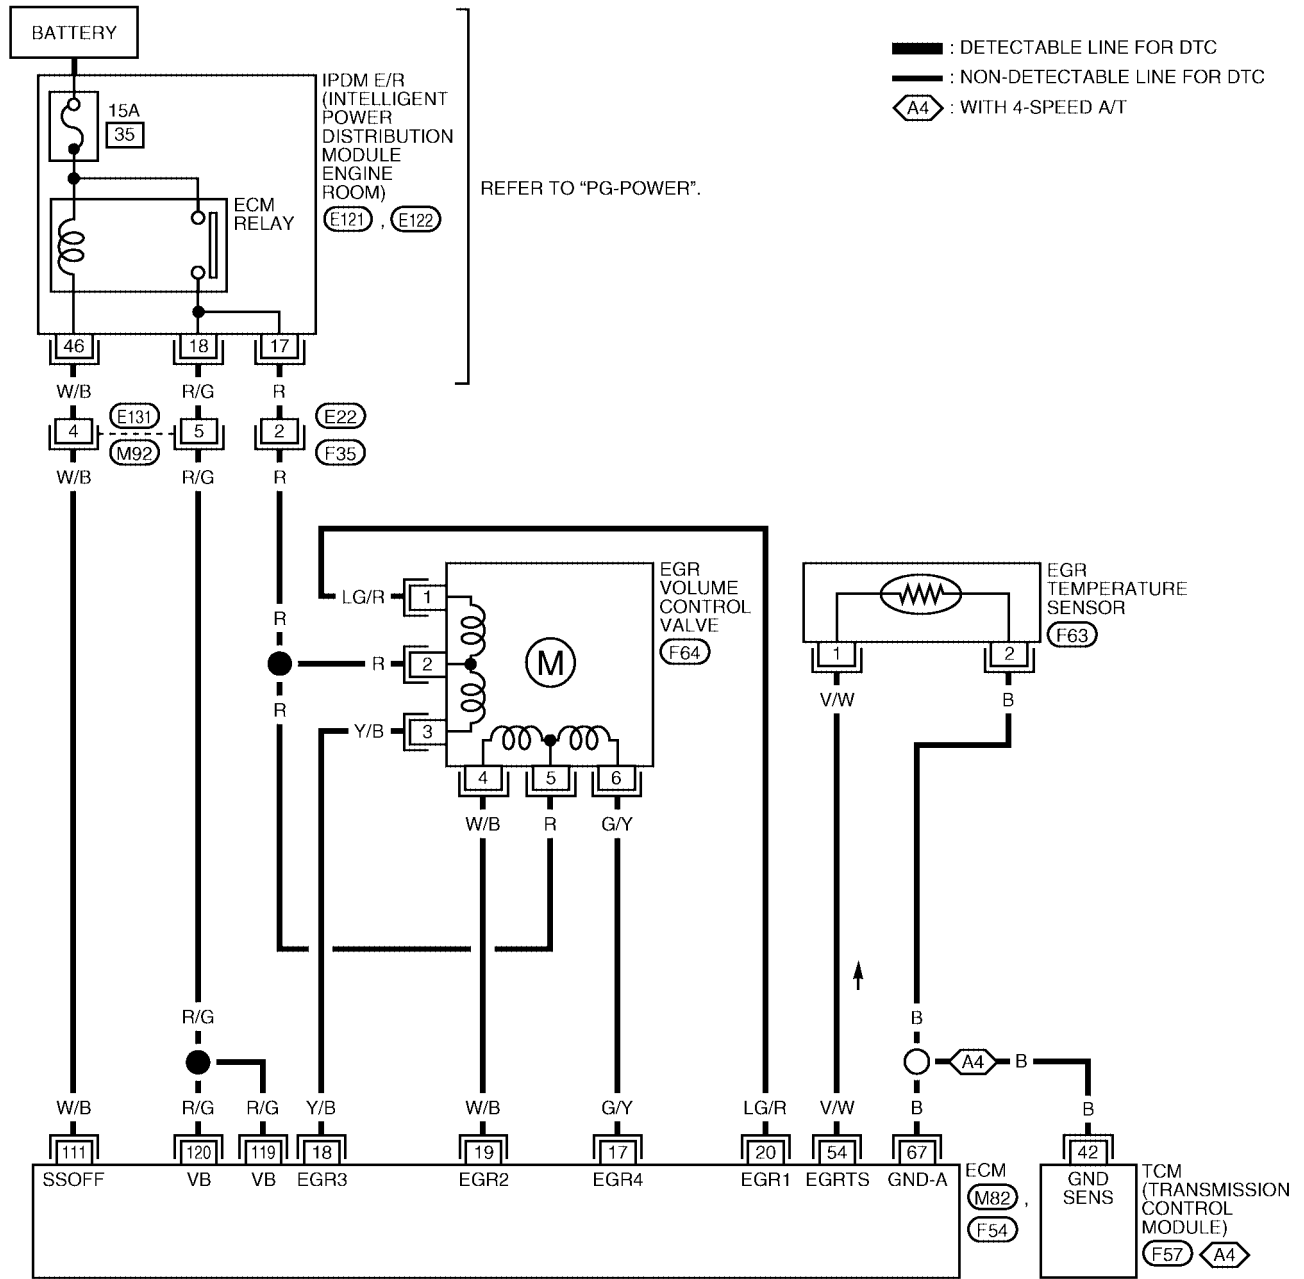 BATTERY
: DETECTABLE LINE FOR DTC
: NON-DETECTABLE LINE FOR DTC
A4 : WITH 4-SPEED A/T
15A
35
IPDM E/R
(INTELLIGENT
POWER
DISTRIBUTION
MODULE
ENGINE
ROOM)
E121 , E122
REFER TO “PG-POWER”.
ECM
RELAY
46 18 17
W/B R/G R
E131 E22
4 5 2
M92 F35
W/B R/G R
EGR
VOLUME
CONTROL
VALVE
F64
EGR
TEMPERATURE
SENSOR
F63
LG/R 1
R
R 2
M
1 2
R
Y/B 3
V/W B
4 5 6
W/B R G/Y
R/G B
A4 B
W/B R/G R/G Y/B W/B G/Y LG/R V/W B B
111 120 119 18 19 17 20 54 67 42
SSOFF VB VB EGR3 EGR2 EGR4 EGR1 EGRTS GND-A
ECM
M82 ,
F54
GND
SENS
TCM
(TRANSMISSION
CONTROL
MODULE)
F57 A4